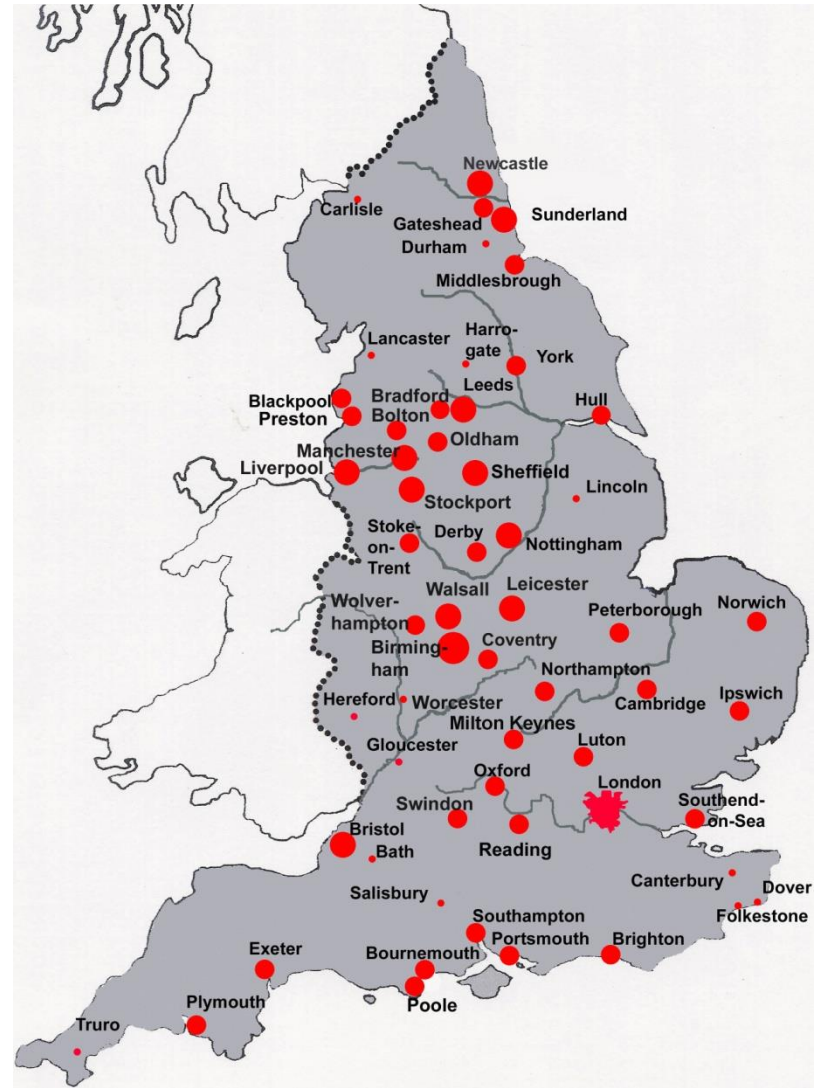 Newcastle
Carlisle
Gateshead
Sunderland
Durham
Middlesbrough
Lancaster
Harro-
gate
York
Leeds
Blackpool
Bradford
Hull
Preston
Bolton
Oldham
Manchester
Liverpool
Sheffield
Stockport
Lincoln
Stoke-
on-
Trent
Derby
Nottingham
Walsall
Leicester
Wolver-
hampton
Peterborough
Norwich
Birming-
ham
Coventry
Northampton
Hereford
Worcester
Cambridge
Ipswich
Milton Keynes
Gloucester
Luton
Oxford
London
Swindon
Southend-
on-Sea
Bristol
Reading
Bath
Canterbury
Dover
Salisbury
Folkestone
Southampton
Exeter
Bournemouth
Portsmouth
Brighton
Plymouth
Poole
Truro